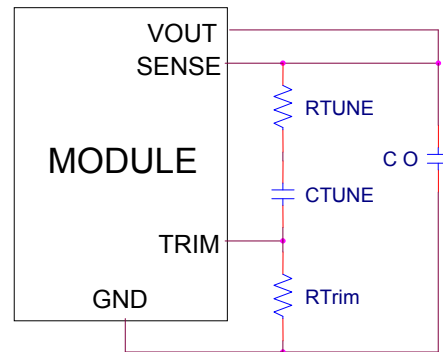 VOUT
SENSE
RTUNE
MODULE
C O
CTUNE
TRIM
GND
RTrim